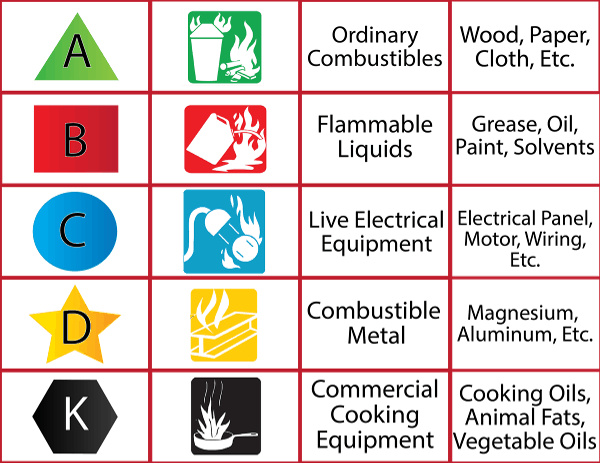 A
Ordinary
Combustibles
Wood, Paper,
Cloth, Etc.
B
Flammable
Liquids
Grease, Oil,
Paint, Solvents
C
Live Electrical
Equipment
Electrical Panel,
Motor, Wiring,
Etc.
D
Combustible
Metal
Magnesium,
Aluminum, Etc.
K
Commercial
Cooking
Equipment
Cooking Oils,
Animal Fats,
Vegetable Oils